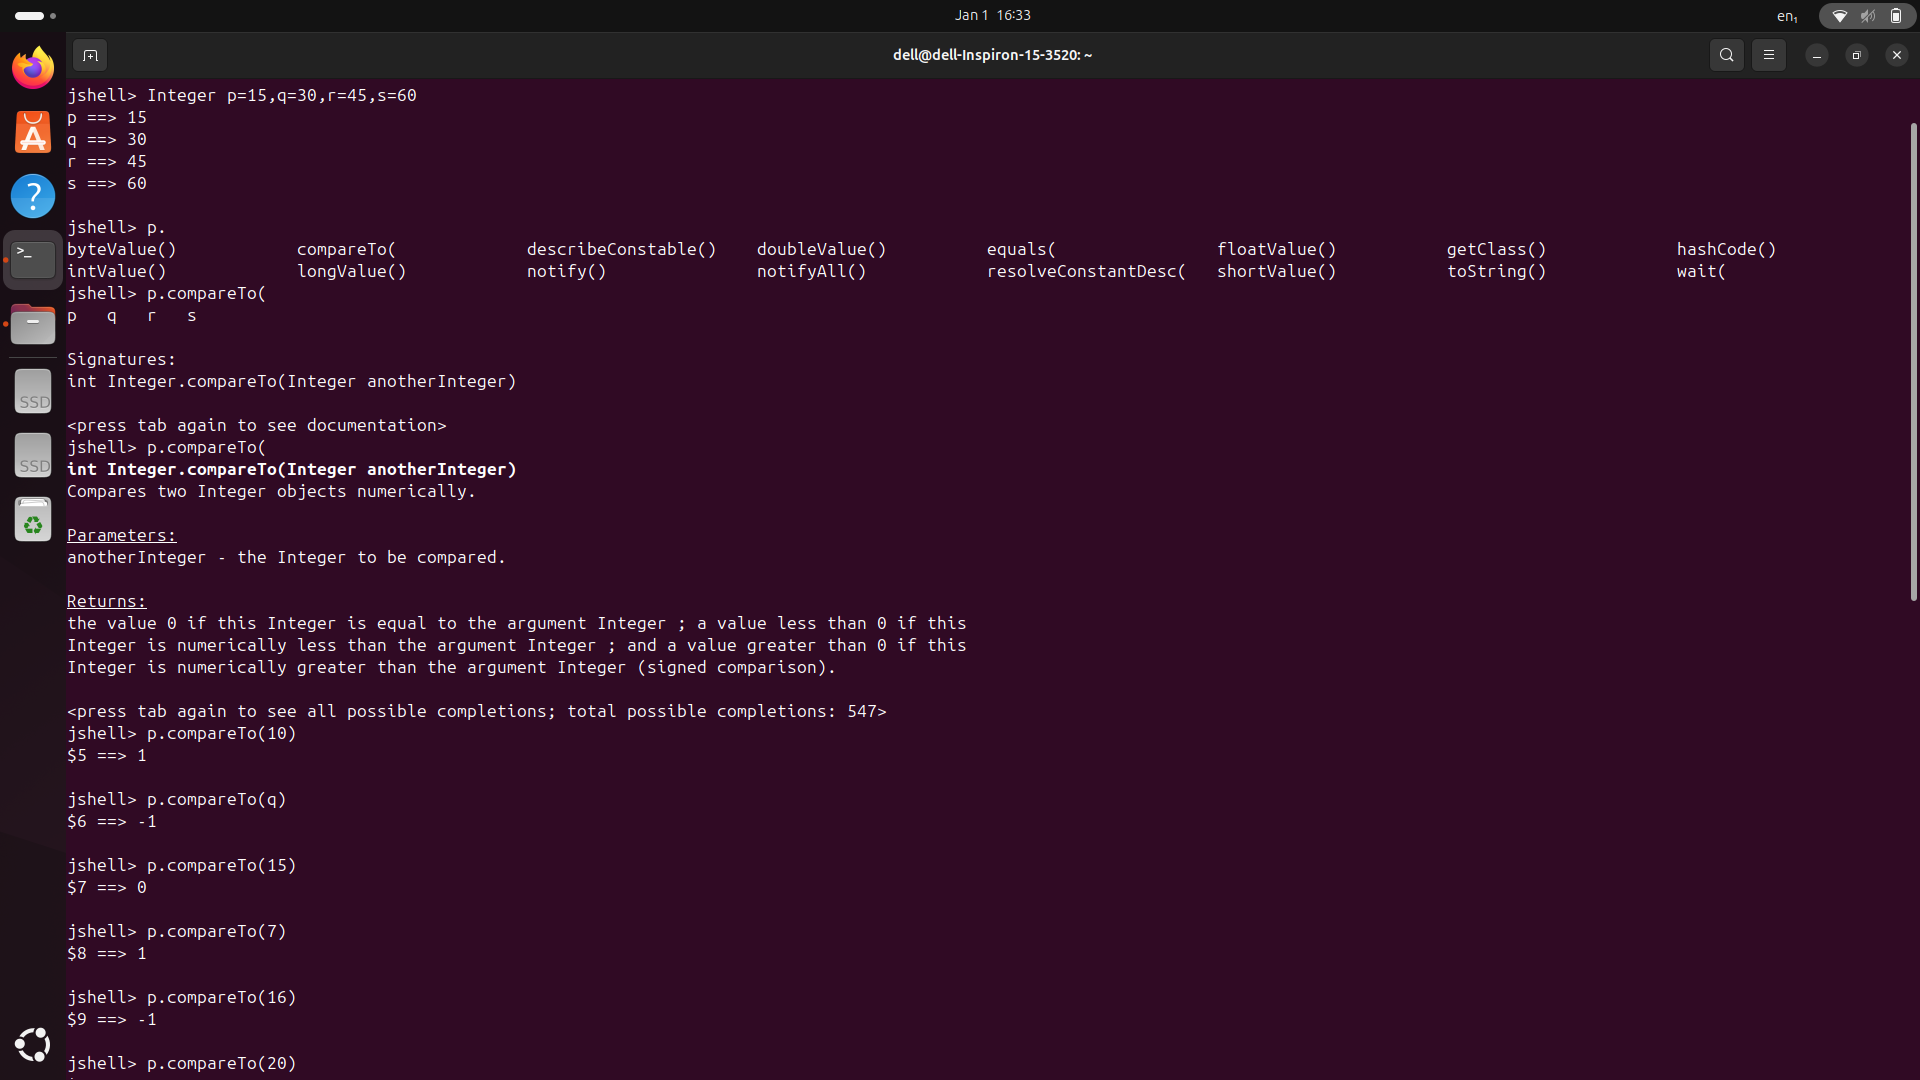 Jan 1 16:33
en₁
dell@dell-Inspiron-15-3520: ~
jshell> Integer p=15,q=30,r=45,s=60
p ==> 15
q ==> 30
r ==> 45
s ==> 60
jshell> p.
byteValue() compareTo( describeConstable() doubleValue() equals( floatValue() getClass() hashCode()
intValue() longValue() notify() notifyAll() resolveConstantDesc( shortValue() toString() wait(
jshell> p.compareTo(
p q r s
Signatures:
int Integer.compareTo(Integer anotherInteger)
<press tab again to see documentation>
jshell> p.compareTo(
int Integer.compareTo(Integer anotherInteger)
Compares two Integer objects numerically.
Parameters:
anotherInteger - the Integer to be compared.
Returns:
the value 0 if this Integer is equal to the argument Integer ; a value less than 0 if this
Integer is numerically less than the argument Integer ; and a value greater than 0 if this
Integer is numerically greater than the argument Integer (signed comparison).
<press tab again to see all possible completions; total possible completions: 547>
jshell> p.compareTo(10)
$5 ==> 1
jshell> p.compareTo(q)
$6 ==> -1
jshell> p.compareTo(15)
$7 ==> 0
jshell> p.compareTo(7)
$8 ==> 1
jshell> p.compareTo(16)
$9 ==> -1
jshell> p.compareTo(20)
SSD
SSD